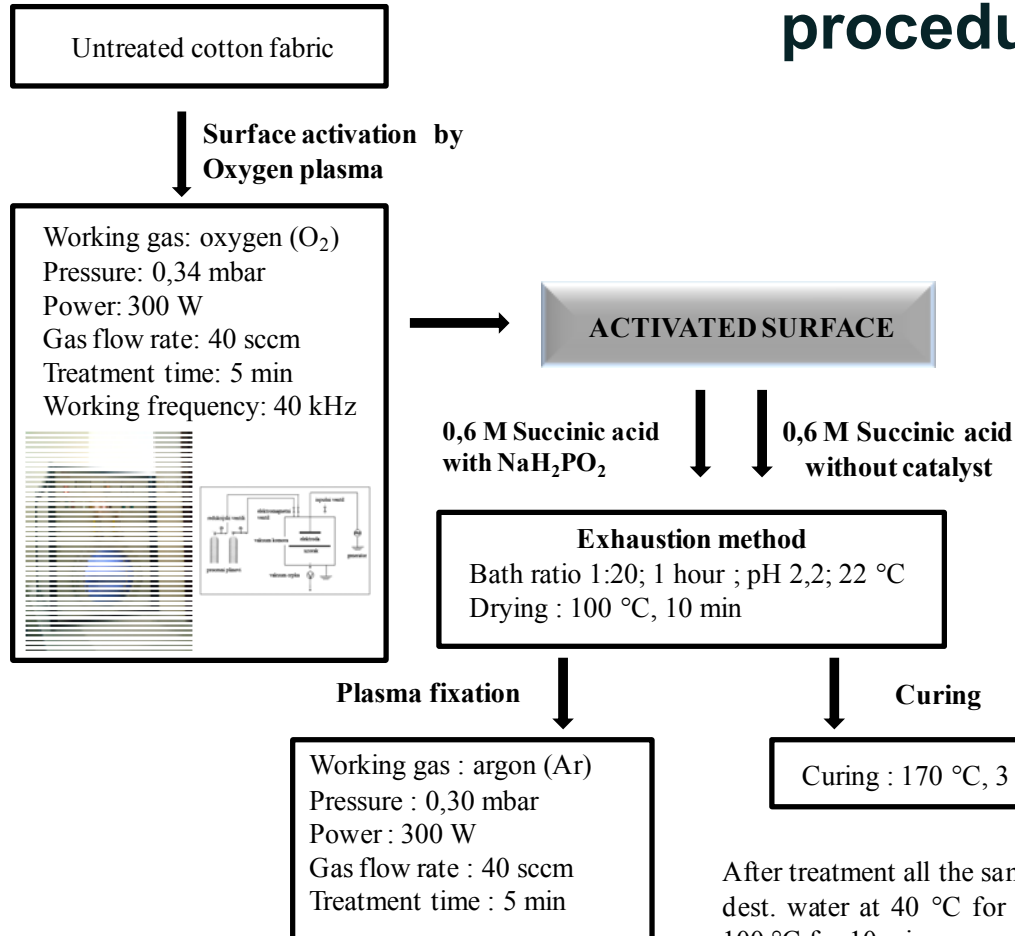 procedu
Untreated cotton fabric
Surface activation by
Oxygen plasma
Working gas: oxygen (O₂)
Pressure: 0,34 mbar
Power: 300 W
Gas flow rate: 40 sccm
Treatment time: 5 min
Working frequency: 40 kHz
ACTIVATED SURFACE
0,6 M Succinic acid
with NaH₂PO₂
0,6 M Succinic acid
without catalyst
Exhaustion method
Bath ratio 1:20; 1 hour ; pH 2,2; 22 °C
Drying : 100 °C, 10 min
Plasma fixation
Curing
Working gas : argon (Ar)
Pressure : 0,30 mbar
Power : 300 W
Gas flow rate : 40 sccm
Treatment time : 5 min
Curing : 170 °C, 3
After treatment all the
dest. water at 40 °C for
100 °C for 10 min